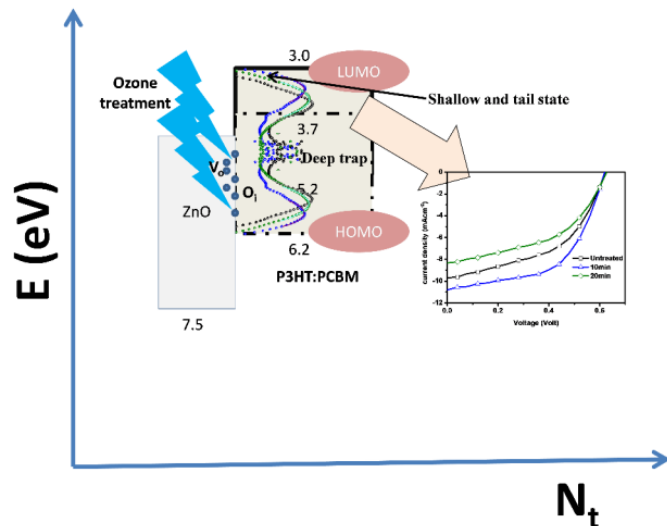 3.0
Ozone
treatment
LUMO
Shallow and tail state
3.7
Deep trap
Vo
Oi
5.2
ZnO
HOMO
6.2
P3HT:PCBM
7.5
E (eV)
Nt
current density (mAcm⁻²)
0
-2
-4
-6
-8
-10
-12
Untreated
10min
20min
0.0
0.2
0.4
0.6
Voltage (Volt)